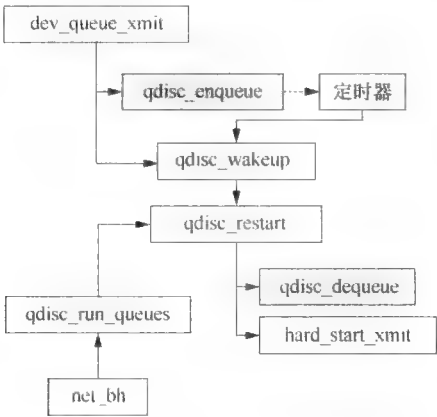 dev_queue_xmit
qdisc_enqueue
定时器
qdisc_wakeup
qdisc_restart
qdisc_dequeue
qdisc_run_queues
hard_start_xmit
net_bh